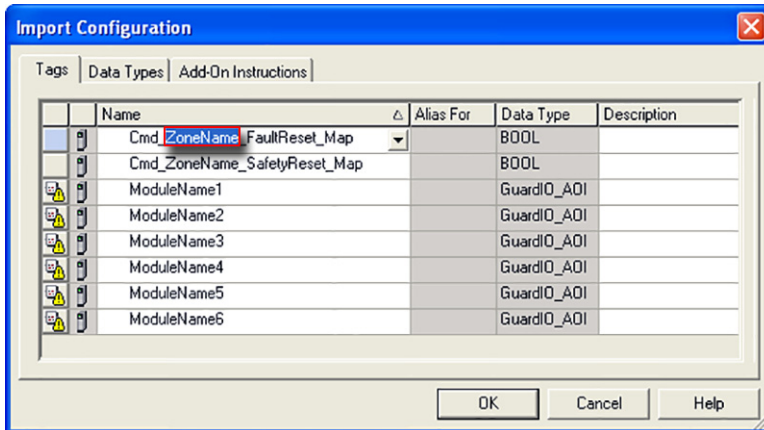 Import Configuration
Tags Data Types Add-On Instructions
Name Alias For Data Type Description
Cmd_ZoneName_FaultReset_Map BOOL
Cmd_ZoneName_SafetyReset_Map BOOL
ModuleName1 GuardIO_AOI
ModuleName2 GuardIO_AOI
ModuleName3 GuardIO_AOI
ModuleName4 GuardIO_AOI
ModuleName5 GuardIO_AOI
ModuleName6 GuardIO_AOI
OK Cancel Help